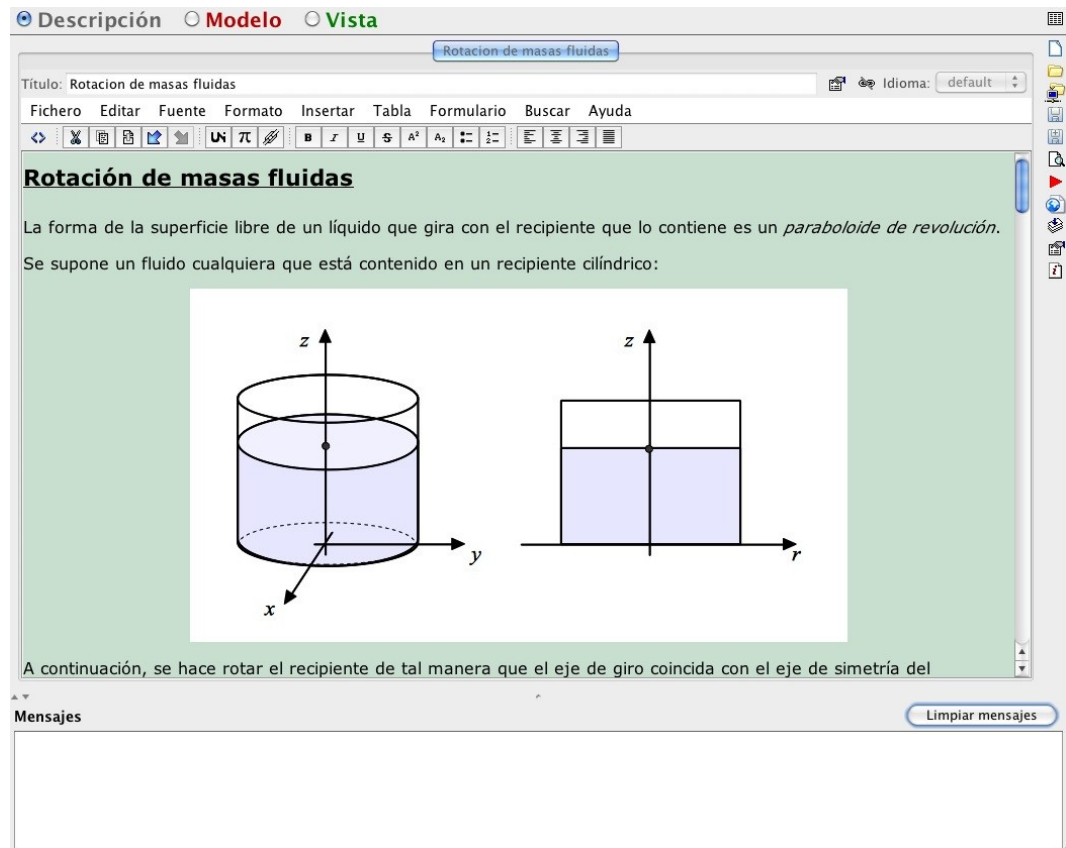 Descripción Modelo Vista
Rotacion de masas fluidas
Título: Rotacion de masas fluidas Idioma: default
Fichero Editar Fuente Formato Insertar Tabla Formulario Buscar Ayuda
<> Un π B I U S A² A₂
Rotación de masas fluidas
La forma de la superficie libre de un líquido que gira con el recipiente que lo contiene es un paraboloide de revolución.
Se supone un fluido cualquiera que está contenido en un recipiente cilíndrico:
z z
y r
x
A continuación, se hace rotar el recipiente de tal manera que el eje de giro coincida con el eje de simetría del
Mensajes Limpiar mensajes